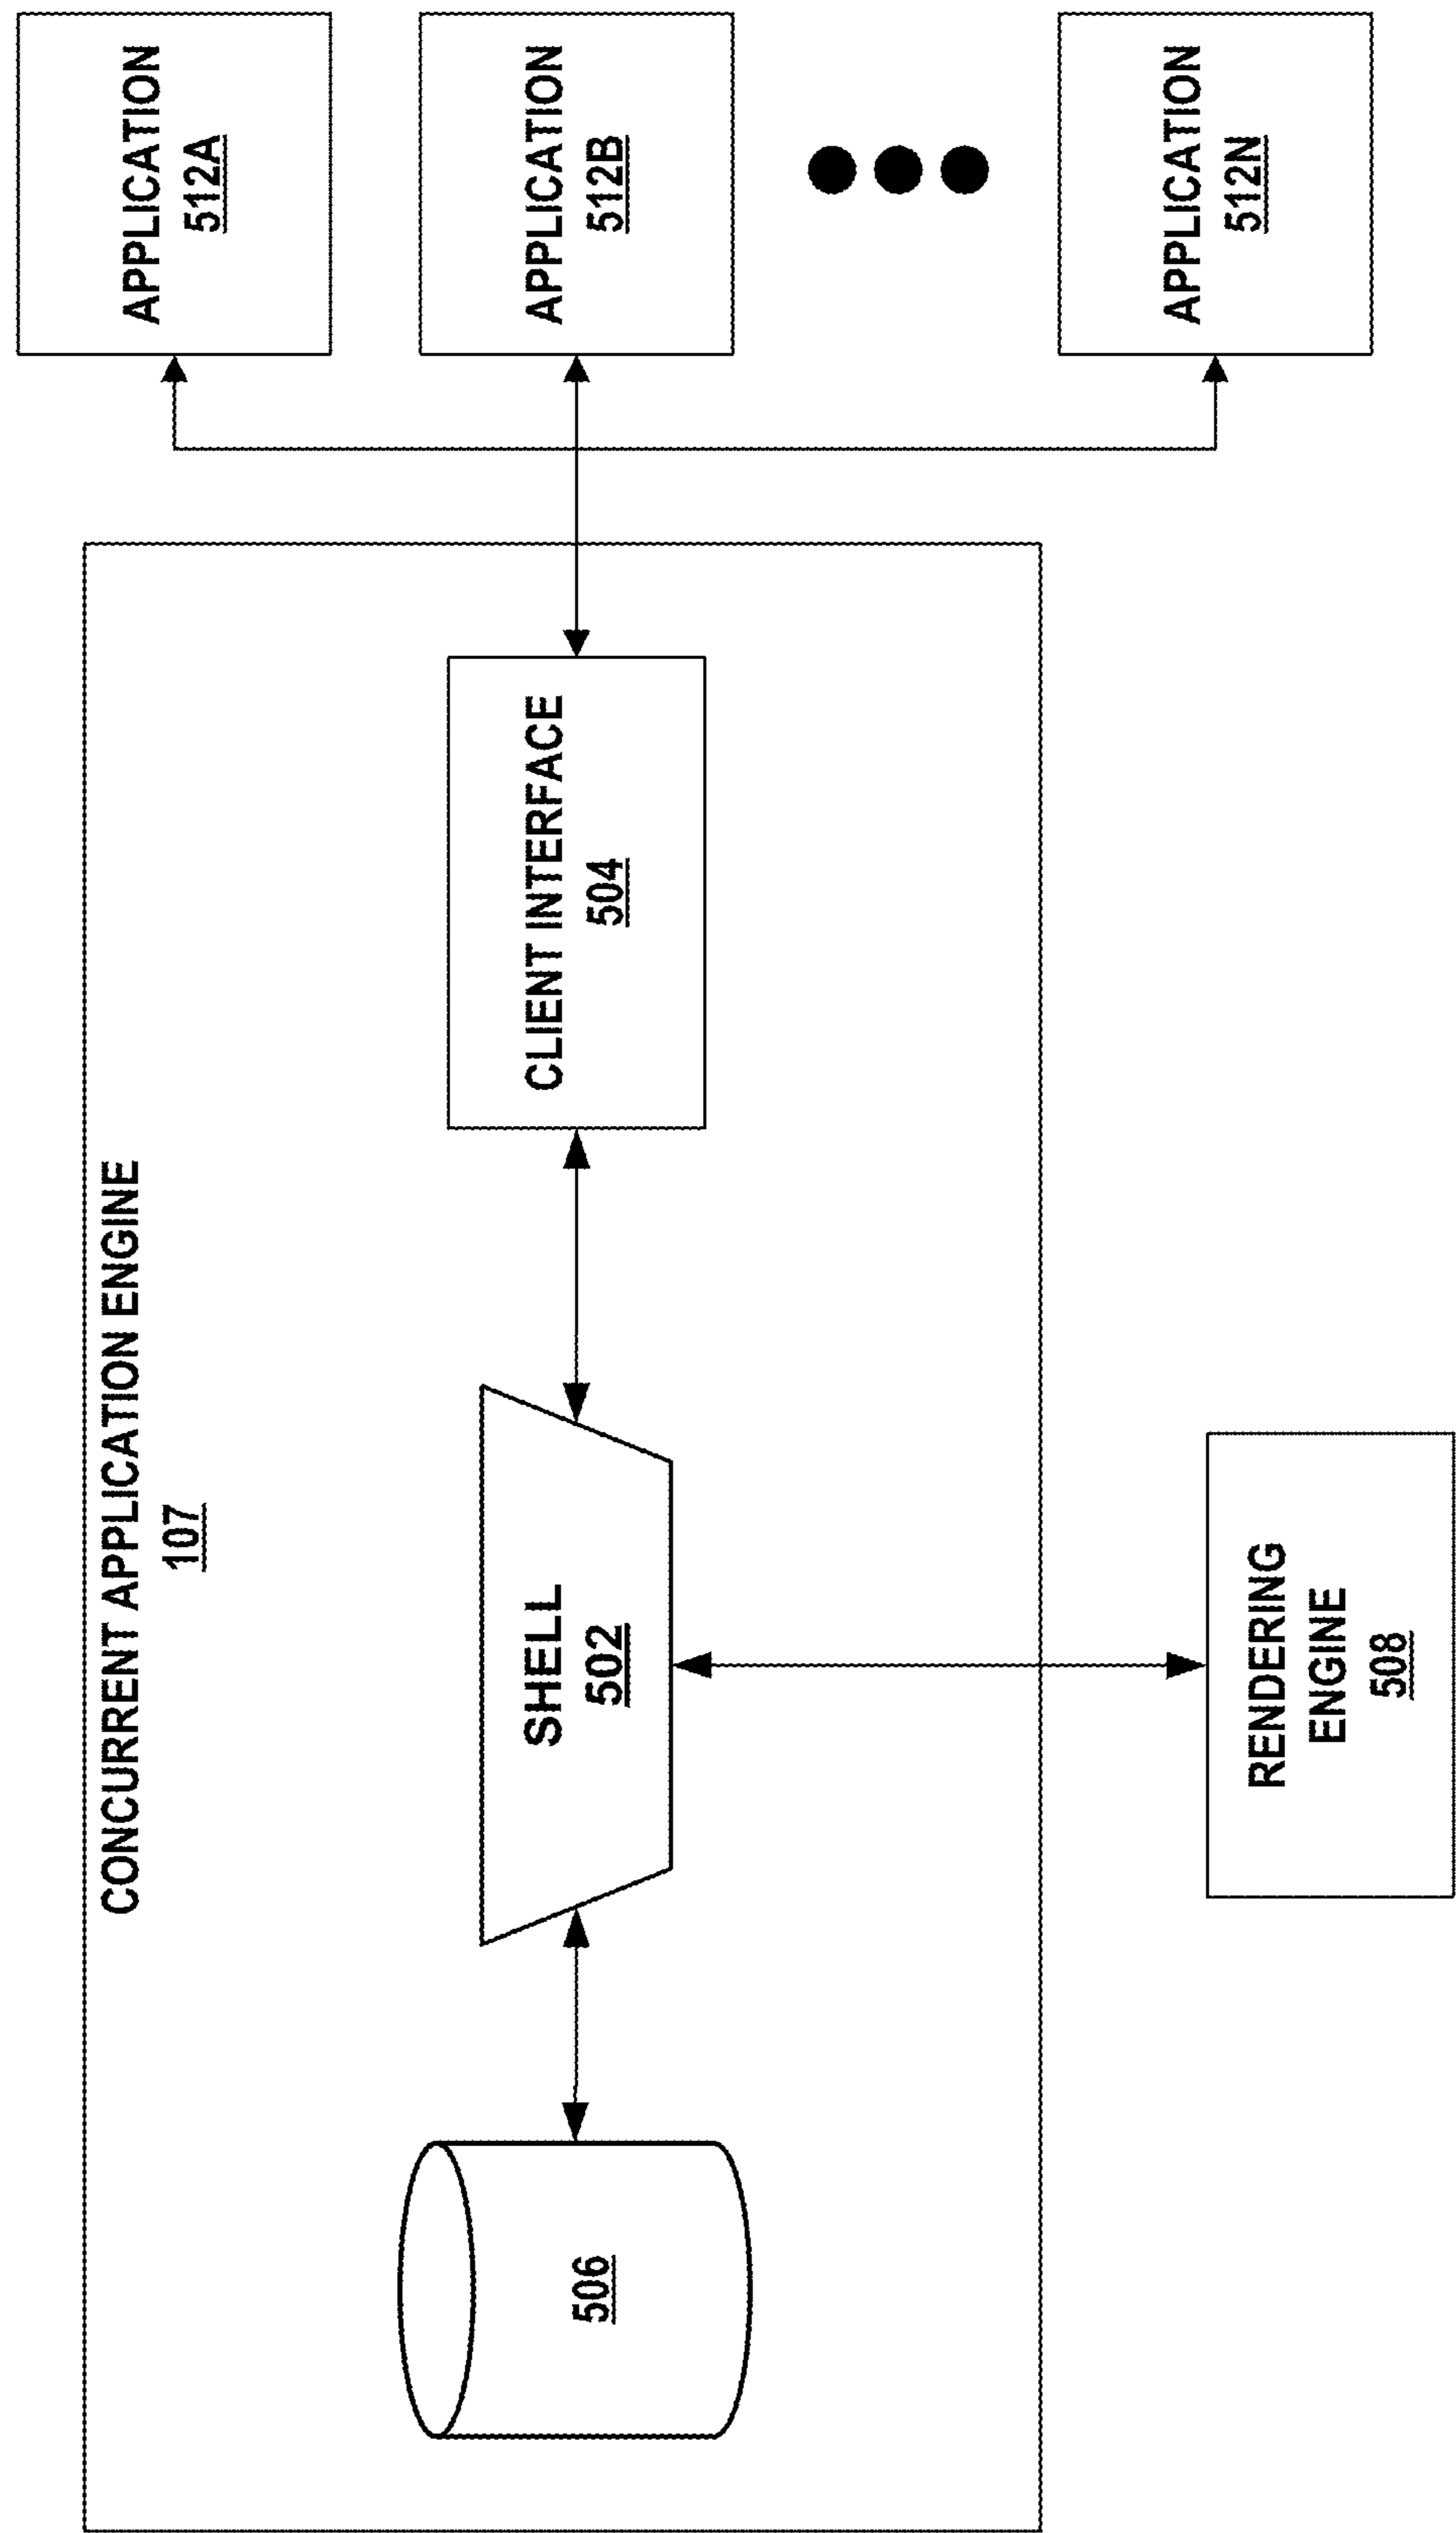 CONCURRENT APPLICATION ENGINE
107
506
SHELL
502
CLIENT INTERFACE
504
APPLICATION
512A
APPLICATION
512B
APPLICATION
512N
RENDERING
ENGINE
508